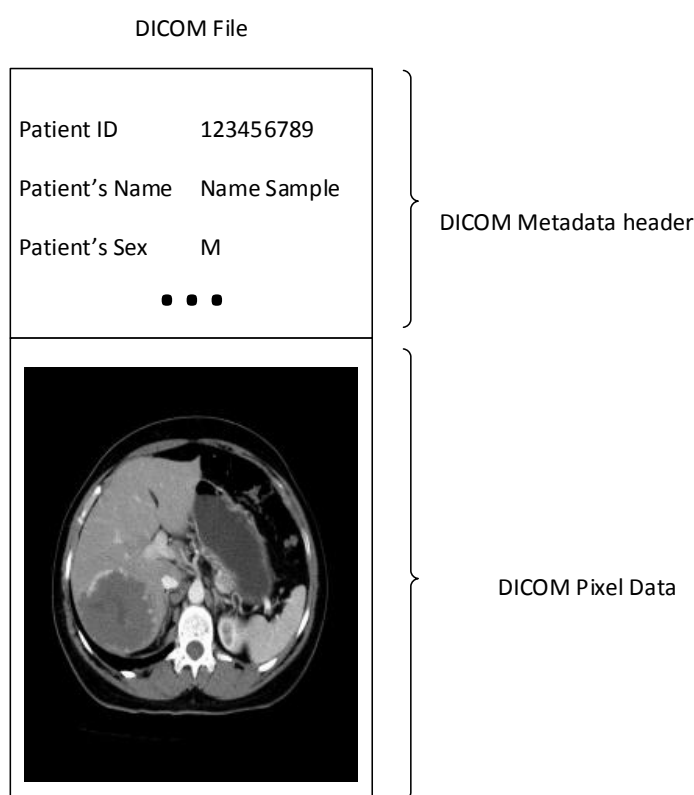 DICOM File
Patient ID 123456789
Patient’s Name Name Sample
Patient’s Sex M
...
DICOM Metadata header
DICOM Pixel Data